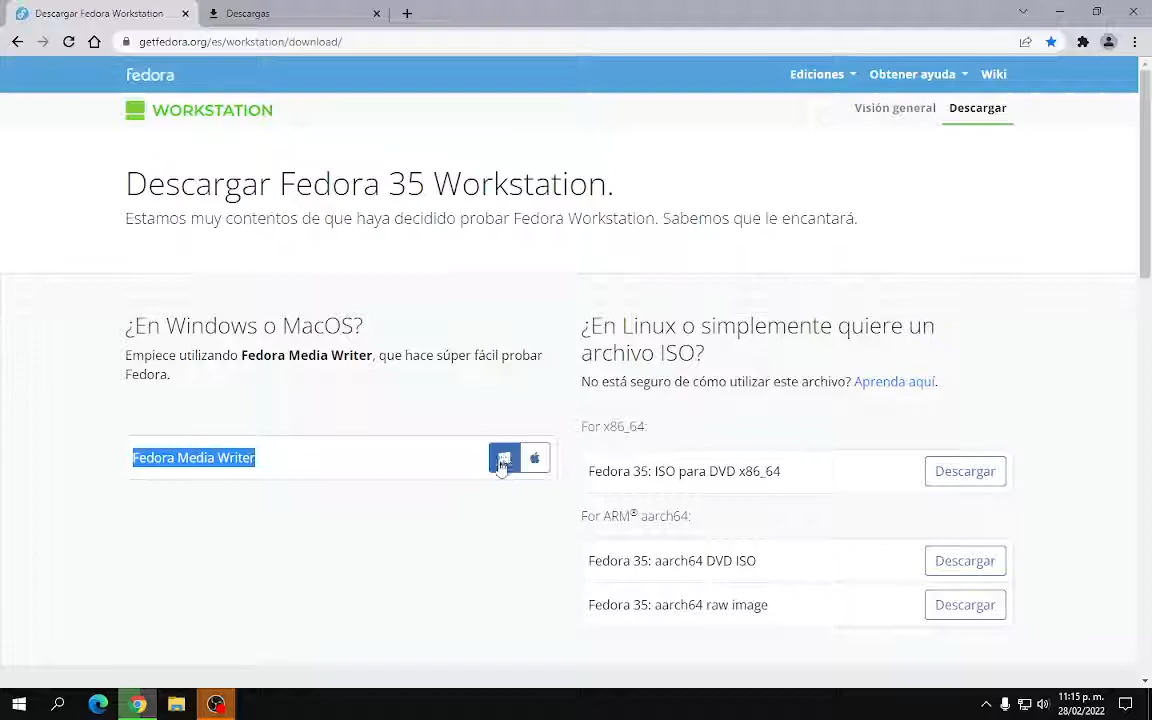 Descargar Fedora Workstation
Descargas
getfedora.org/es/workstation/download/
fedora
Ediciones
Obtener ayuda
Wiki
WORKSTATION
Visión general
Descargar
Descargar Fedora 35 Workstation.
Estamos muy contentos de que haya decidido probar Fedora Workstation. Sabemos que le encantará.
¿En Windows o MacOS?
Empiece utilizando Fedora Media Writer, que hace súper fácil probar
Fedora.
Fedora Media Writer
¿En Linux o simplemente quiere un
archivo ISO?
No está seguro de cómo utilizar este archivo? Aprenda aquí.
For x86_64:
Fedora 35: ISO para DVD x86_64
Descargar
For ARM® aarch64:
Fedora 35: aarch64 DVD ISO
Descargar
Fedora 35: aarch64 raw image
Descargar
11:15 p. m.
28/02/2022